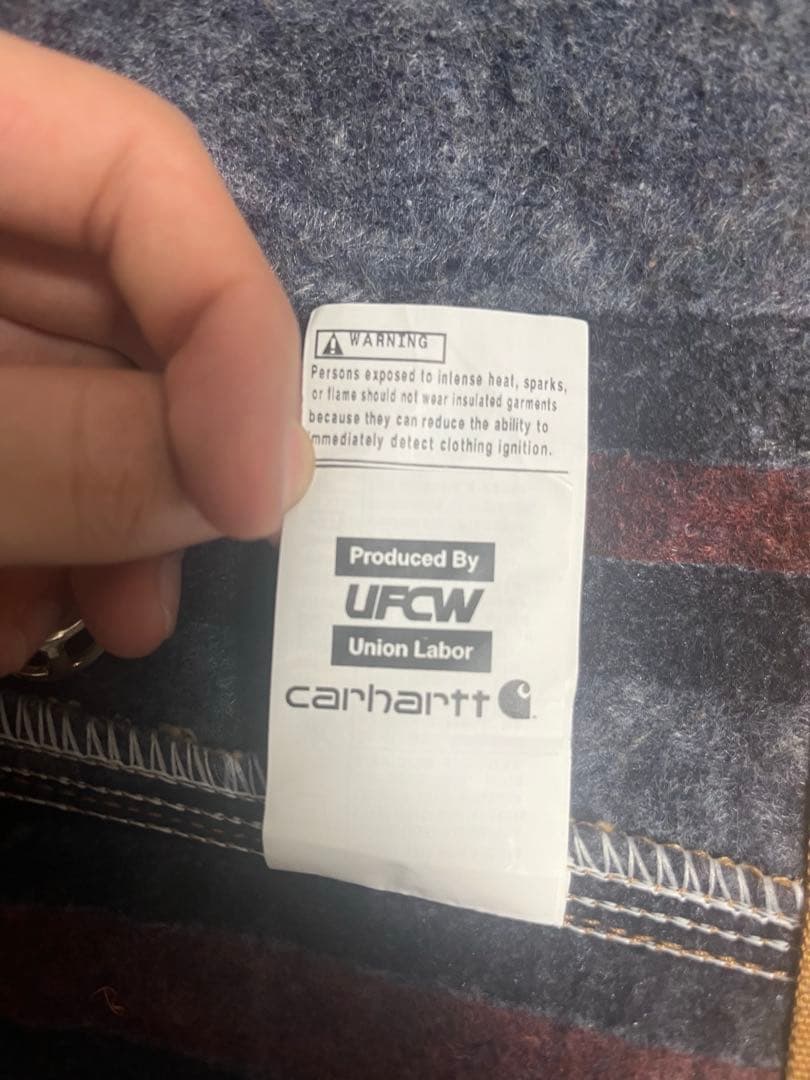 WARNING
Persons exposed to intense heat, sparks,
or flame should not wear insulated garments
because they can reduce the ability to
immediately detect clothing ignition.
Produced By
UFCW
Union Labor
carhartt